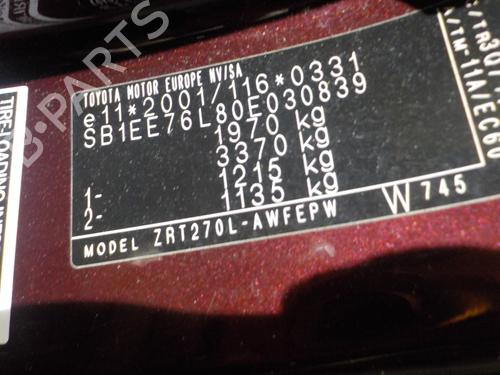 TOYOTA MOTOR EUROPE NV/SA
e11*2001/116*0331
SB1EE76L80E030839
1970 kg
3370 kg
1- 1215 kg
2- 1135 kg
MODEL ZRT270L-AWFEPW
W 745
B-PARTS